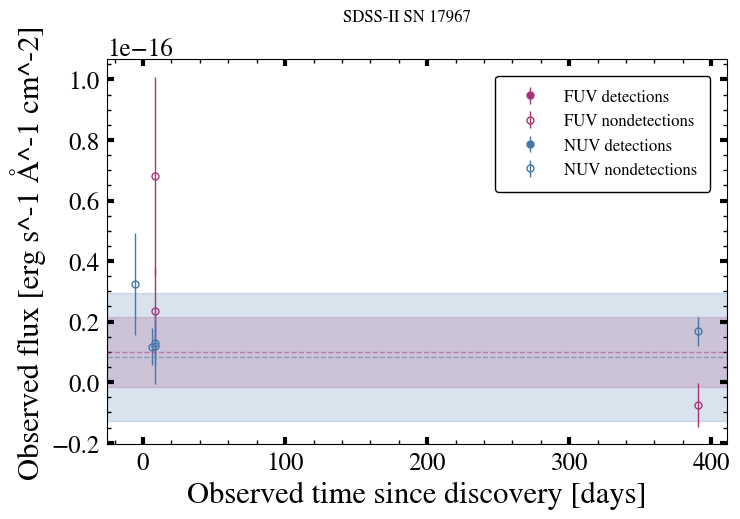 SDSS-II SN 17967
1e−16
Observed flux [erg s^-1 Å^-1 cm^-2]
1.0
0.8
0.6
0.4
0.2
0.0
−0.2
FUV detections
FUV nondetections
NUV detections
NUV nondetections
0 100 200 300 400
Observed time since discovery [days]